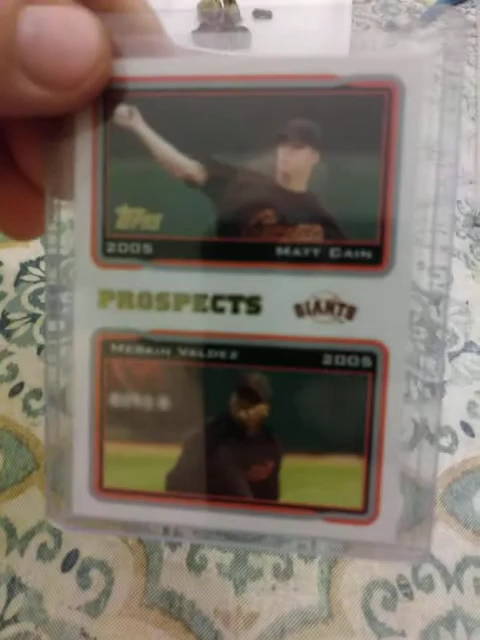 Topps
2005 MATT CAIN
PROSPECTS GIANTS
MERKIN VALDEZ 2005